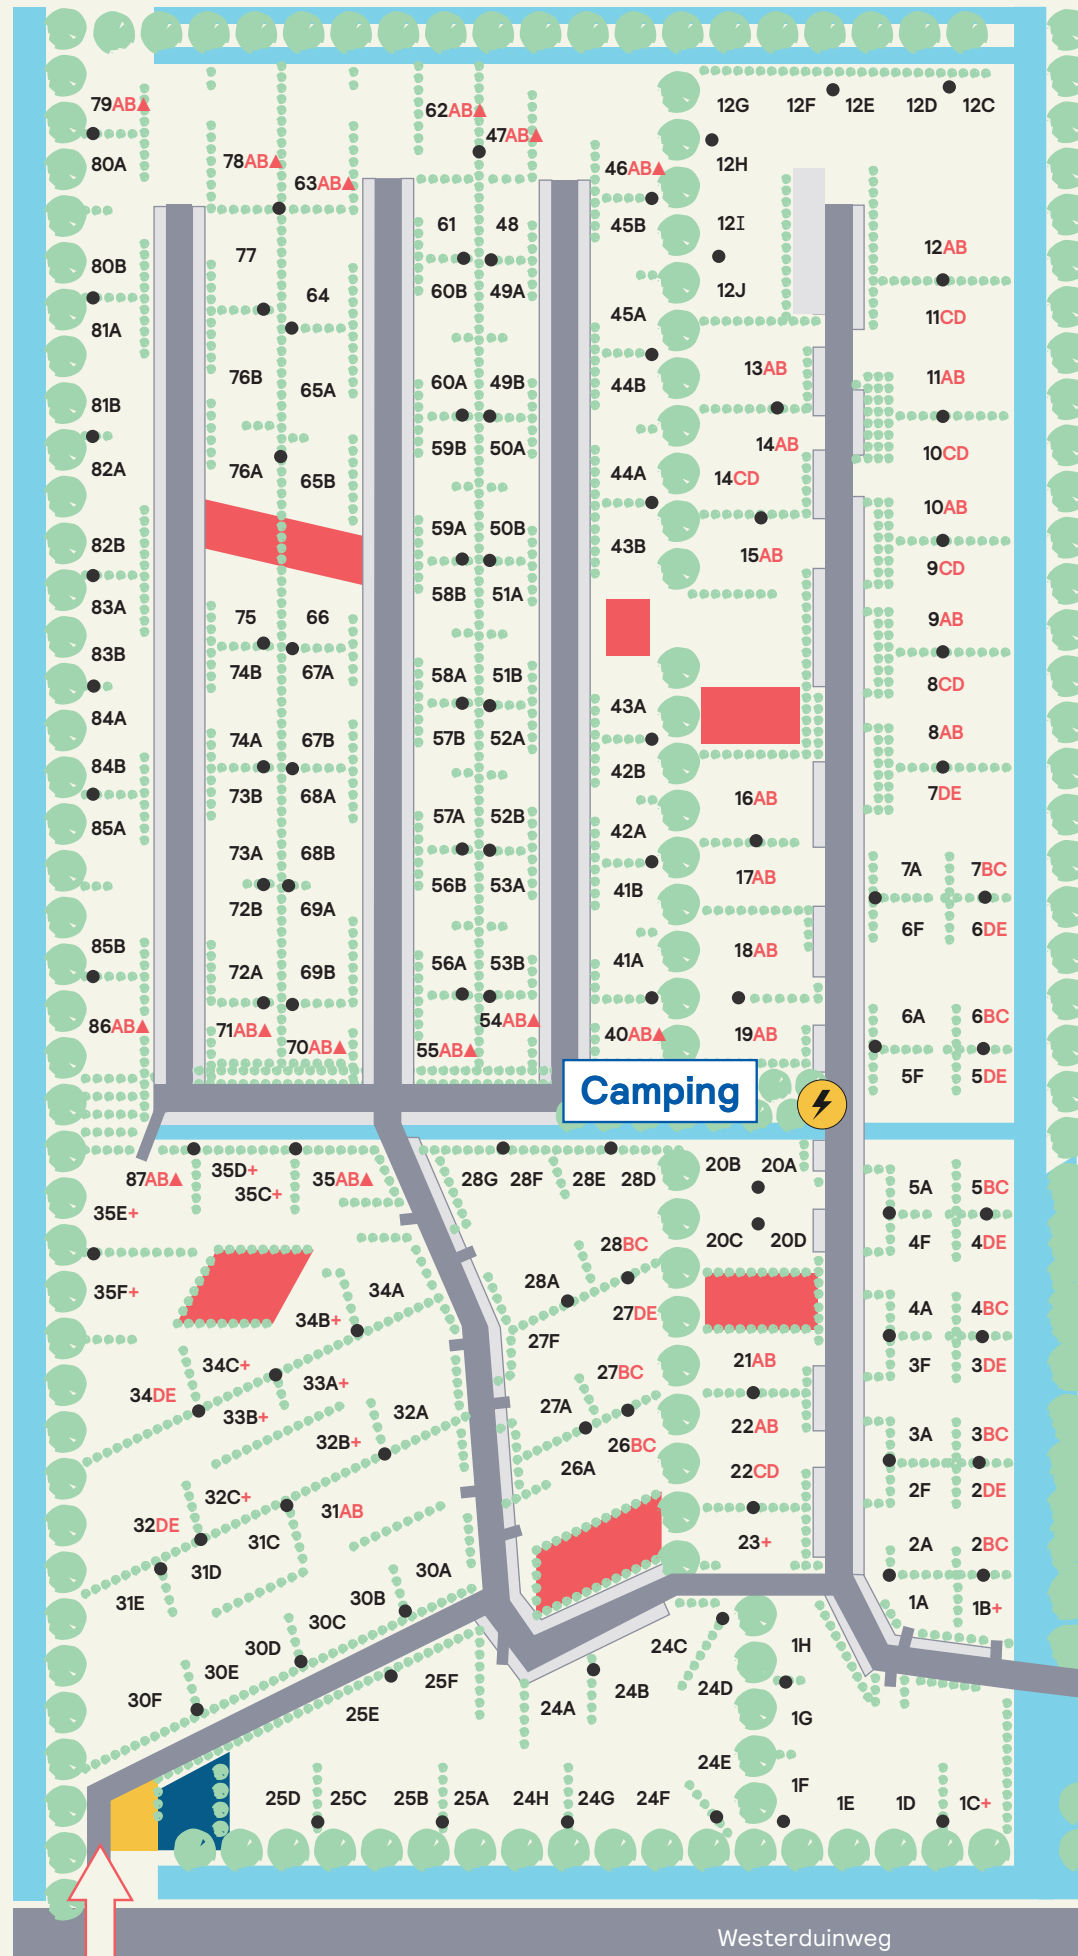 12G 12F 12E 12D 12C
79AB▲
62AB▲
47AB▲
80A
78AB▲
63AB▲
46AB▲
12H
61 48
45B
12I
77
12AB
80B
64
60B 49A
12J
81A
45A
11CD
76B
65A
60A 49B
44B
13AB
11AB
81B
82A
76A
65B
59B 50A
44A
14AB
14CD
10CD
82B
59A 50B
43B
15AB
10AB
83A
75 66
58B 51A
9CD
83B
74B 67A
58A 51B
9AB
84A
74A 67B
57B 52A
43A
8CD
84B
73B 68A
42B
8AB
85A
57A 52B
42A
16AB
7DE
73A 68B
72B 69A
56B 53A
41B
17AB
7A 7BC
85B
72A 69B
56A 53B
41A
18AB
6F 6DE
86AB▲
71AB▲
70AB▲
55AB▲
54AB▲
40AB▲
19AB
6A 6BC
5F 5DE
Camping
87AB▲
35D+
35C+
35AB▲
28G 28F 28E 28D
20B 20A
5A 5BC
35E+
28BC
20C 20D
4F 4DE
35F+
34A
28A
27DE
4A 4BC
34B+
27F
34C+
33A+
27BC
21AB
3F 3DE
34DE
33B+
32A
27A
22AB
3A 3BC
32B+
26BC
26A
22CD
2F 2DE
32C+
31AB
32DE
31C
23+
2A 2BC
31D
30A
31E
30B
1A 1B+
30C
30D
24C
1H
30E
25F
24B
24D
30F
25E
24A
1G
24E
25D 25C 25B 25A 24H 24G 24F
1F
1E 1D 1C+
Westerduinweg